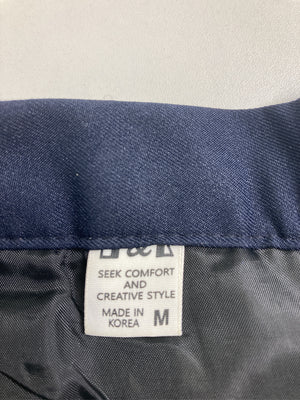 &
SEEK COMFORT
AND
CREATIVE STYLE
MADE IN
KOREA M